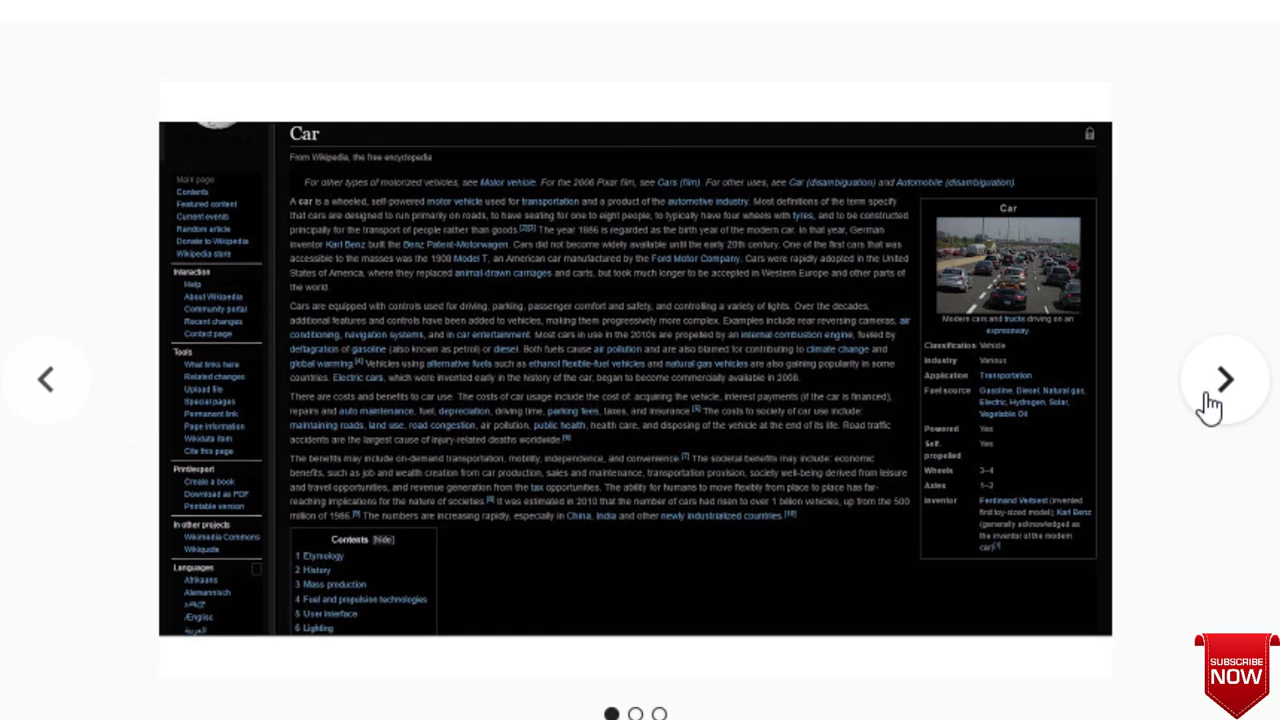 Car
From Wikipedia, the free encyclopedia
For other types of motorized vehicles, see Motor vehicle. For the 2006 Pixar film, see Cars (film). For other uses, see Car (disambiguation) and Automobile (disambiguation)
Main page
Contents
Featured content
Current events
Random article
Donate to Wikipedia
Wikipedia store
Interaction
Help
About Wikipedia
Community portal
Recent changes
Contact page
Tools
What links here
Related changes
Upload file
Special pages
Permanent link
Page information
Wikidata item
Cite this page
Print/export
Create a book
Download as PDF
Printable version
In other projects
Wikimedia Commons
Wikiquote
Languages
Afrikaans
Alemannisch
Ænglisc
العربية
A car is a wheeled, self-powered motor vehicle used for transportation and a product of the automotive industry. Most definitions of the term specify
that cars are designed to run primarily on roads, to have seating for one to eight people, to typically have four wheels with tyres, and to be constructed
principally for the transport of people rather than goods.[2][3] The year 1886 is regarded as the birth year of the modern car. In that year, German
inventor Karl Benz built the Benz Patent-Motorwagen. Cars did not become widely available until the early 20th century. One of the first cars that was
accessible to the masses was the 1908 Model T, an American car manufactured by the Ford Motor Company. Cars were rapidly adopted in the United
States of America, where they replaced animal-drawn carriages and carts, but took much longer to be accepted in Western Europe and other parts of
the world.
Cars are equipped with controls used for driving, parking, passenger comfort and safety, and controlling a variety of lights. Over the decades,
additional features and controls have been added to vehicles, making them progressively more complex. Examples include rear reversing cameras, air
conditioning, navigation systems, and in car entertainment. Most cars in use in the 2010s are propelled by an internal combustion engine, fueled by
deflagration of gasoline (also known as petrol) or diesel. Both fuels cause air pollution and are also blamed for contributing to climate change and
global warming.[4] Vehicles using alternative fuels such as ethanol flexible-fuel vehicles and natural gas vehicles are also gaining popularity in some
countries. Electric cars, which were invented early in the history of the car, began to become commercially available in 2008.
There are costs and benefits to car use. The costs of car usage include the cost of: acquiring the vehicle, interest payments (if the car is financed),
repairs and auto maintenance, fuel, depreciation, driving time, parking fees, taxes, and insurance.[5] The costs to society of car use include:
maintaining roads, land use, road congestion, air pollution, public health, health care, and disposing of the vehicle at the end of its life. Road traffic
accidents are the largest cause of injury-related deaths worldwide.[6]
The benefits may include on-demand transportation, mobility, independence, and convenience.[7] The societal benefits may include: economic
benefits, such as job and wealth creation from car production, sales and maintenance, transportation provision, society well-being derived from leisure
and travel opportunities, and revenue generation from the tax opportunities. The ability for humans to move flexibly from place to place has far-
reaching implications for the nature of societies.[8] It was estimated in 2010 that the number of cars had risen to over 1 billion vehicles, up from the 500
million of 1986.[9] The numbers are increasing rapidly, especially in China, India and other newly industrialized countries.[10]
Contents [hide]
1 Etymology
2 History
3 Mass production
4 Fuel and propulsion technologies
5 User interface
6 Lighting
Car
Modern cars and trucks driving on an
expressway.
Classification Vehicle
Industry Various
Application Transportation
Fuel source Gasoline, Diesel, Natural gas,
Electric, Hydrogen, Solar,
Vegetable Oil
Powered Yes
Self- Yes
propelled
Wheels 3–4
Axles 1–2
Inventor Ferdinand Verbiest (invented
first toy-sized model); Karl Benz
(generally acknowledged as
the inventor of the modern
car)[1]
SUBSCRIBE
NOW